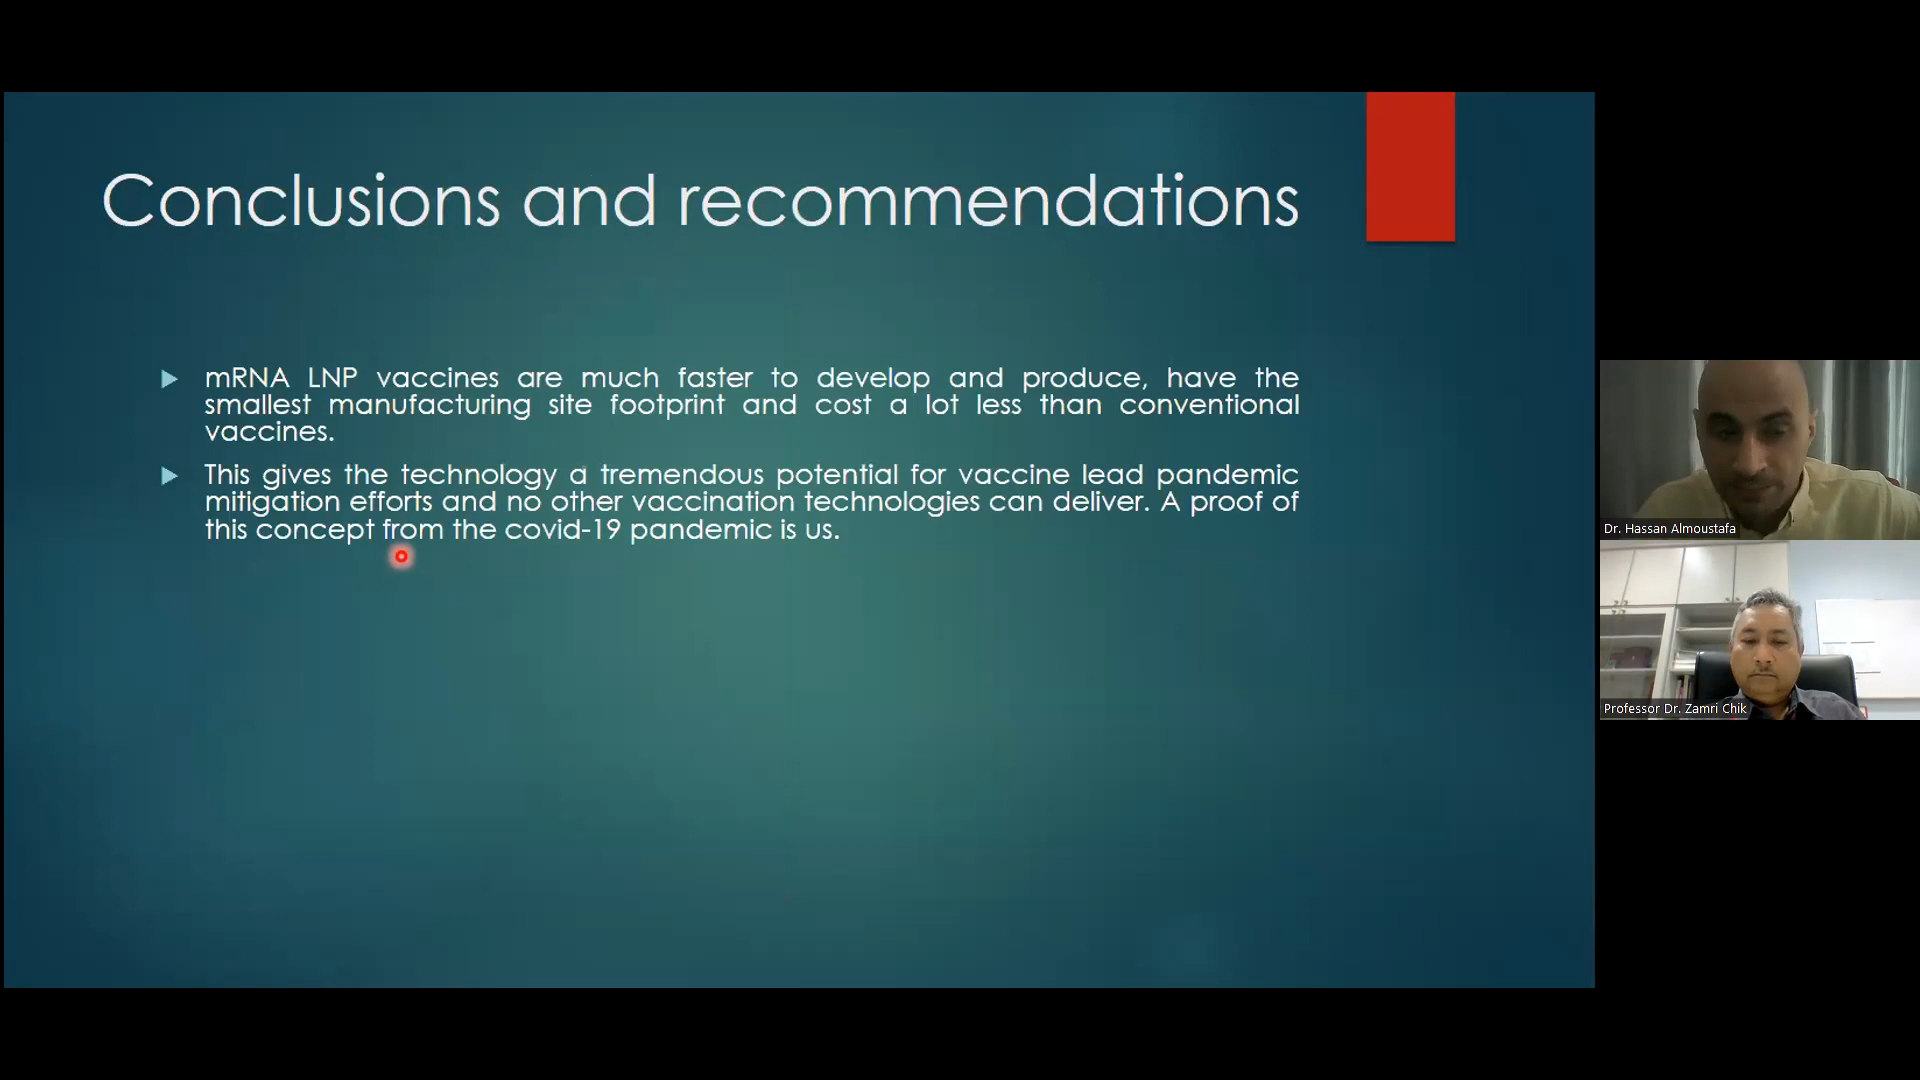 Conclusions and recommendations
mRNA LNP vaccines are much faster to develop and produce, have the
smallest manufacturing site footprint and cost a lot less than conventional
vaccines.
This gives the technology a tremendous potential for vaccine lead pandemic
mitigation efforts and no other vaccination technologies can deliver. A proof of
this concept from the covid-19 pandemic is us.
Dr. Hassan Almoustafa
Professor Dr. Zamri Chik